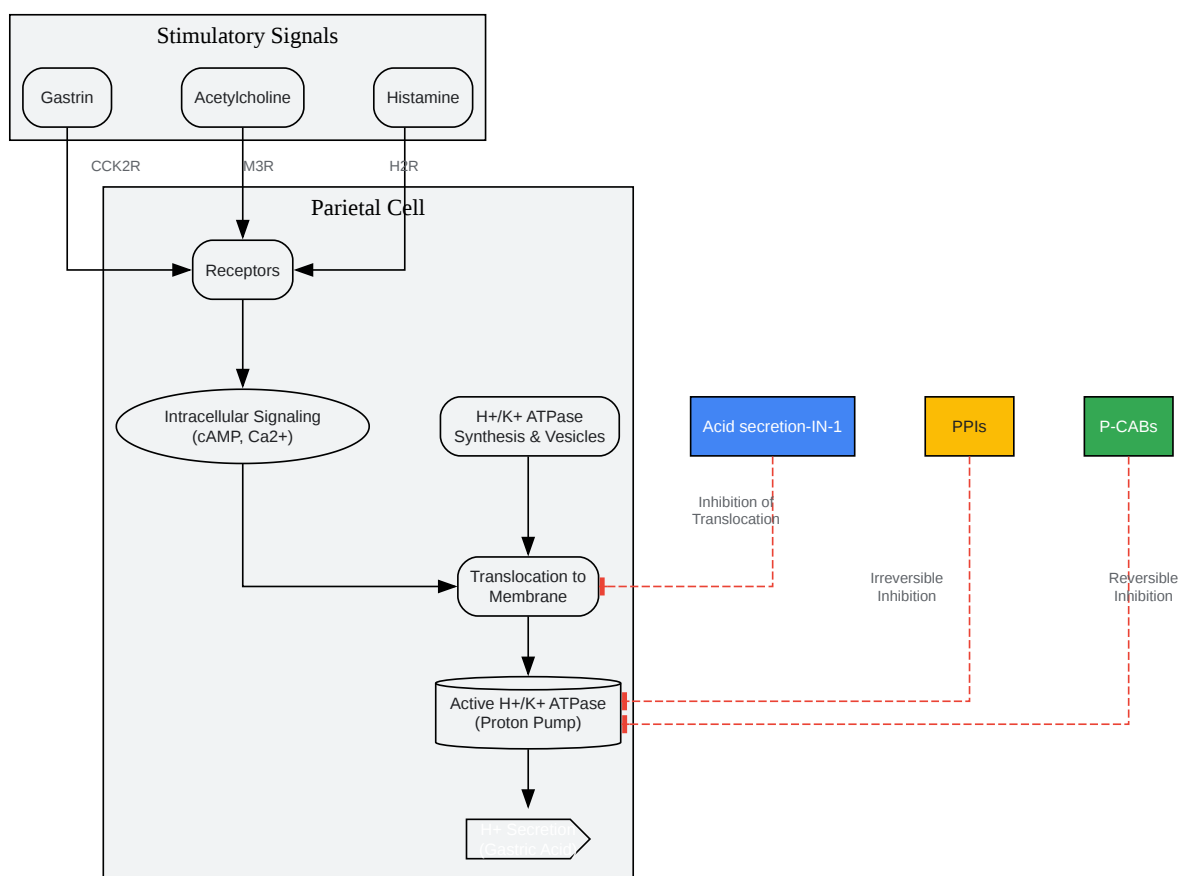 Stimulatory Signals
Gastrin
Acetylcholine
Histamine
CCK2R
M3R
H2R
Parietal Cell
Receptors
Intracellular Signaling
(cAMP, Ca2+)
H+/K+ ATPase
Synthesis & Vesicles
Acid secretion-IN-1
PPIs
P-CABs
Inhibition of
Translocation
Translocation to
Membrane
Irreversible
Inhibition
Reversible
Inhibition
Active H+/K+ ATPase
(Proton Pump)
H+ Secretion
(Gastric Acid)